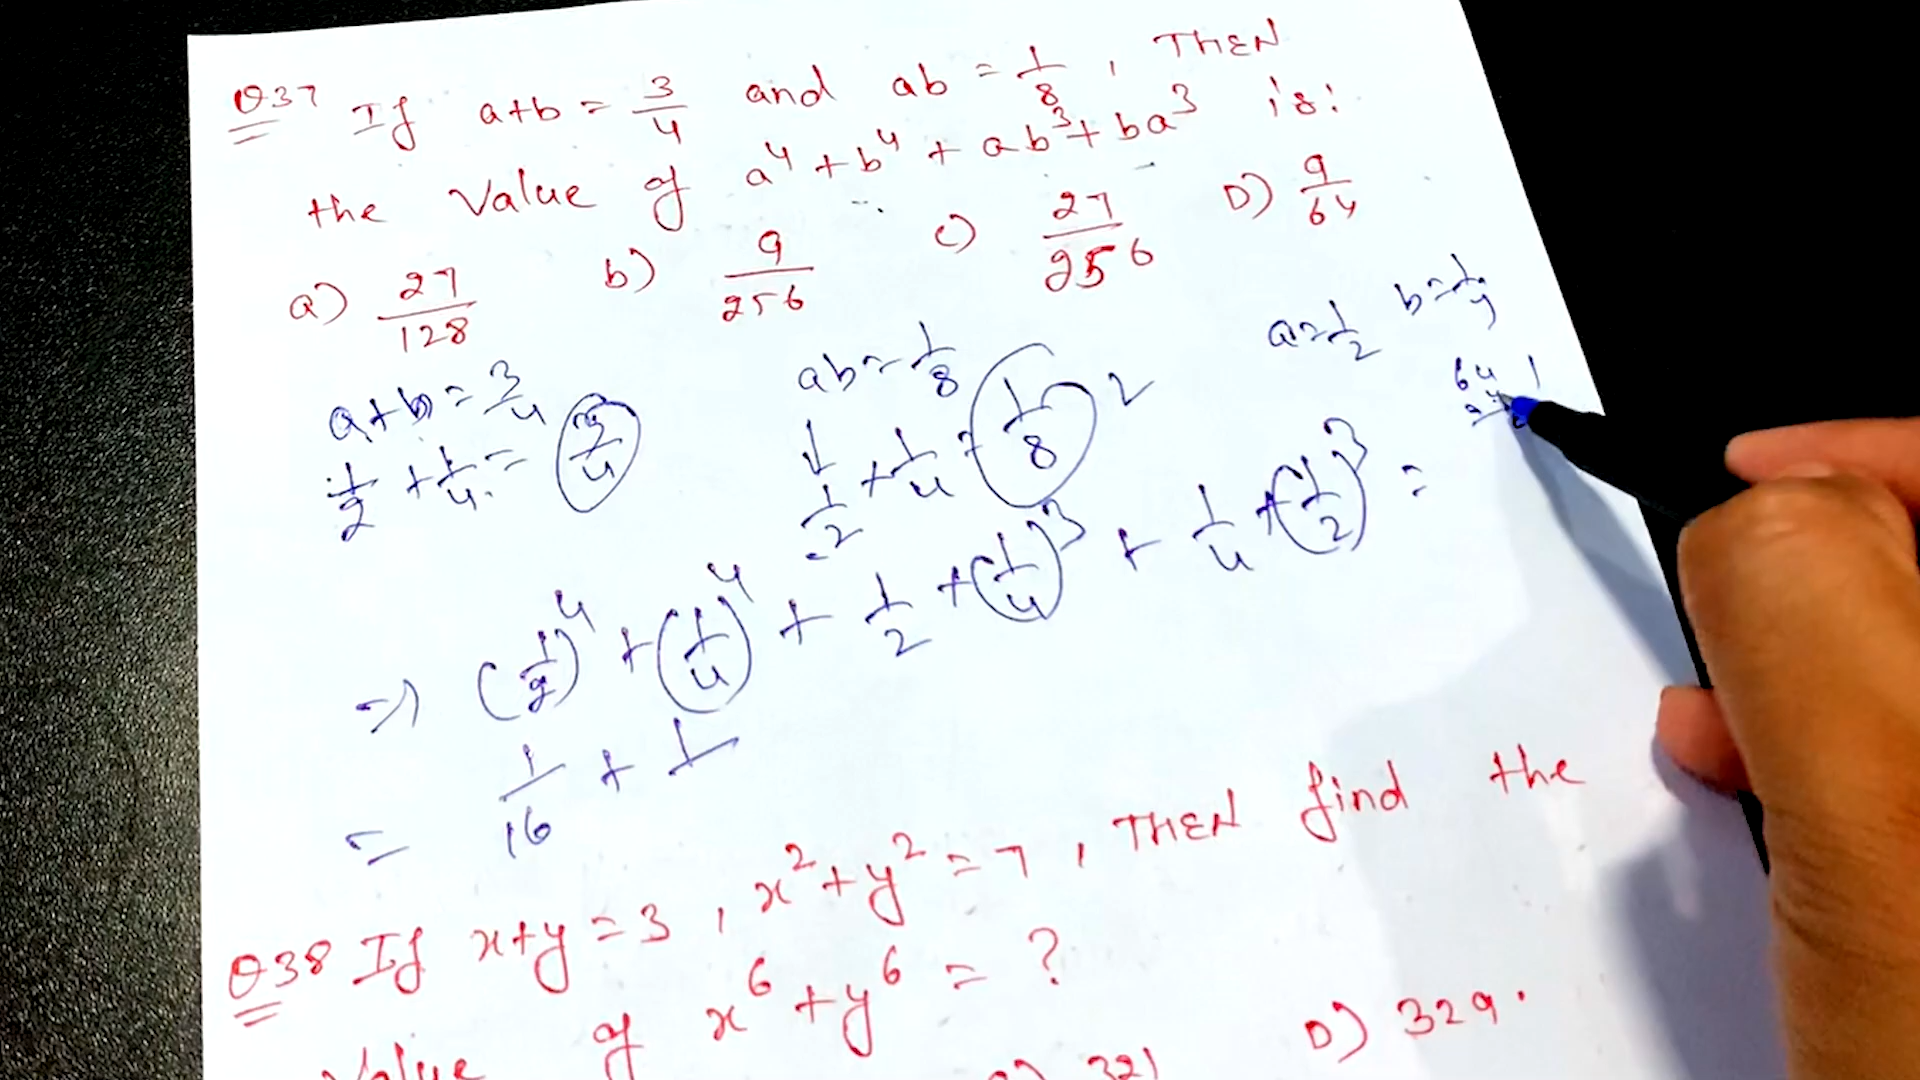 Q37 If a+b = 3/4 and ab = 1/8, THEN
the Value of a⁴ + b⁴ + ab³ + ba³ is:
a) 27/128 b) 9/256 c) 27/256 D) 9/64
a=1/2 b=1/4
a+b = 3/4 ab = 1/8
1/2 + 1/4 = 3/4 1/2 + 1/4 = 1/8
64
⇒ (1/2)⁴ + (1/4)⁴ + 1/2 + (1/4)³ + 1/4 + (1/2)³ =
= 1/16 + 1
Q38 If x+y = 3, x²+y² = 7, THEN find the
Value of x⁶ + y⁶ = ?
321 D) 329.